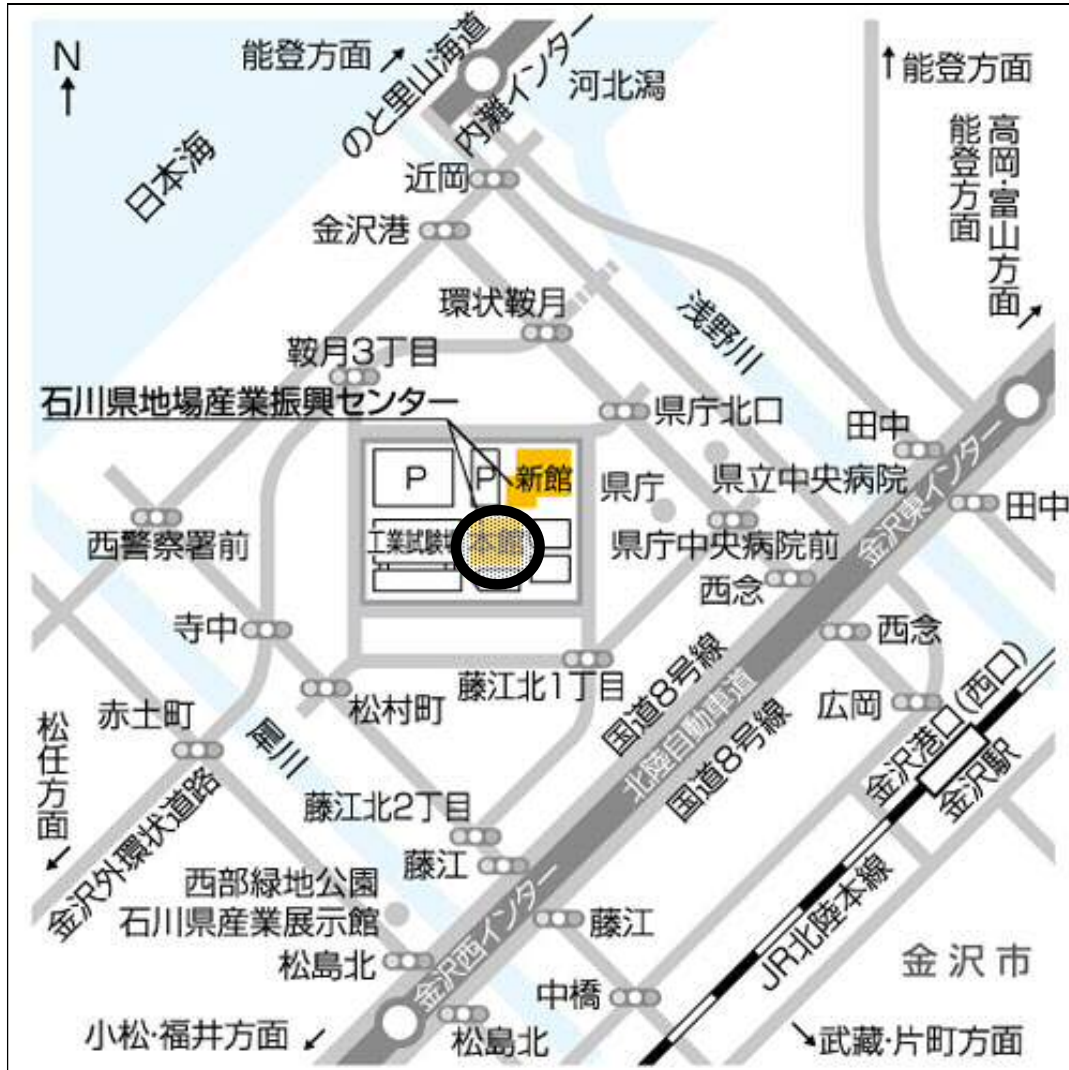 N
能登方面
のと里山海道
内灘インター
河北潟
能登方面
高岡・富山方面
能登方面
日本海
近岡
金沢港
環状鞍月
浅野川
鞍月3丁目
石川県地場産業振興センター
県庁北口
田中
P
P
新館
県庁
県立中央病院
金沢東インター
田中
西警察署前
工業試験場
県庁中央病院前
西念
寺中
西念
藤江北1丁目
国道8号線
松村町
広岡
金沢港口(西口)
赤土町
犀川
北陸自動車道
国道8号線
金沢駅
松任方面
藤江北2丁目
金沢外環状道路
藤江
西部緑地公園
石川県産業展示館
藤江
JR北陸本線
松島北
金沢西インター
金沢市
中橋
小松・福井方面
松島北
武蔵・片町方面